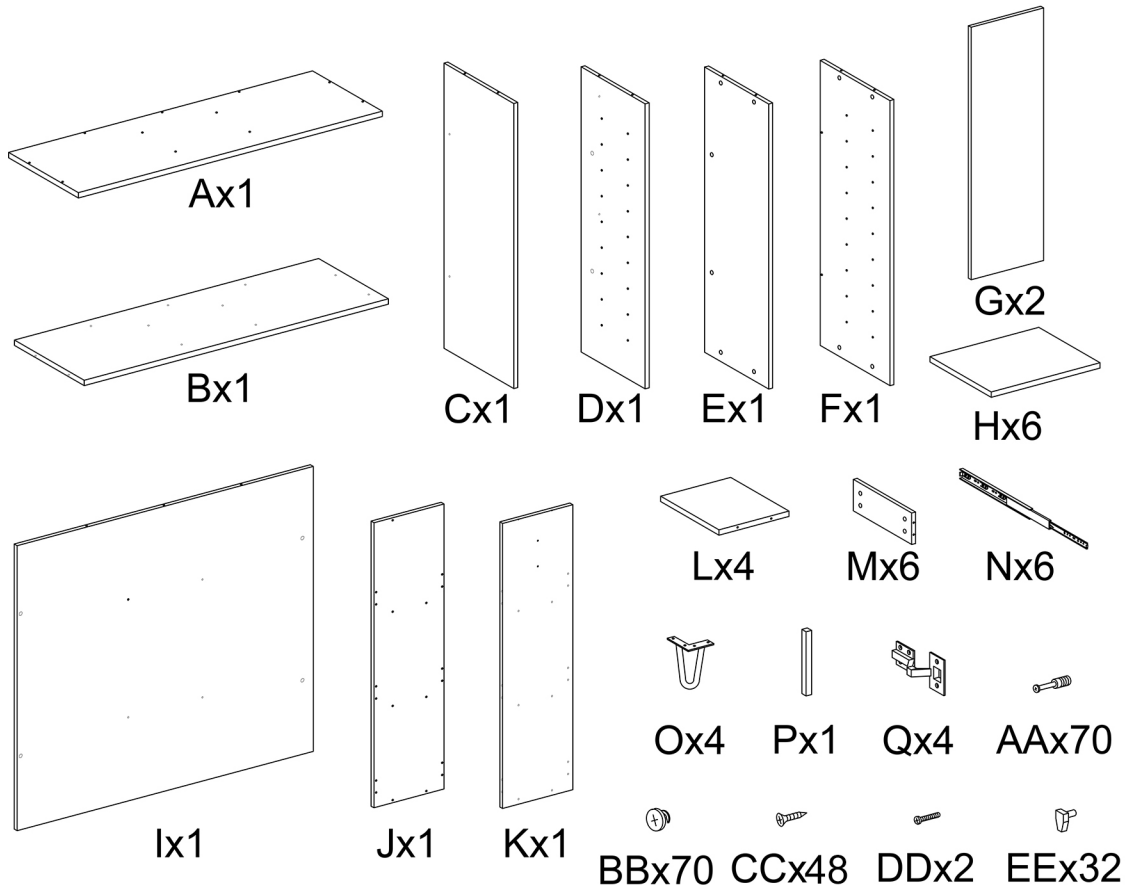 Ax1
Bx1
Cx1
Dx1
Ex1
Fx1
Gx2
Hx6
Ix1
Jx1
Kx1
Lx4
Mx6
Nx6
Ox4
Px1
Qx4
AAx70
BBx70
CCx48
DDx2
EEx32